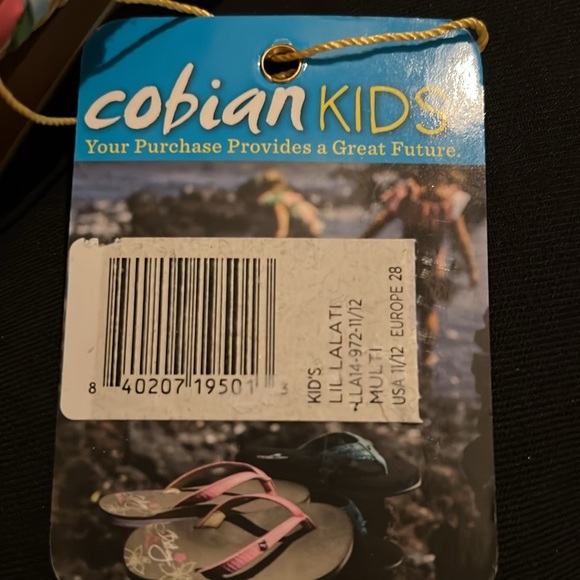 cobian KIDS
Your Purchase Provides a Great Future.
8 40207 19501 3
KID'S
LIL LALATI
LLA14-972-11/12
MULTI
USA 11/12 EUROPE 28